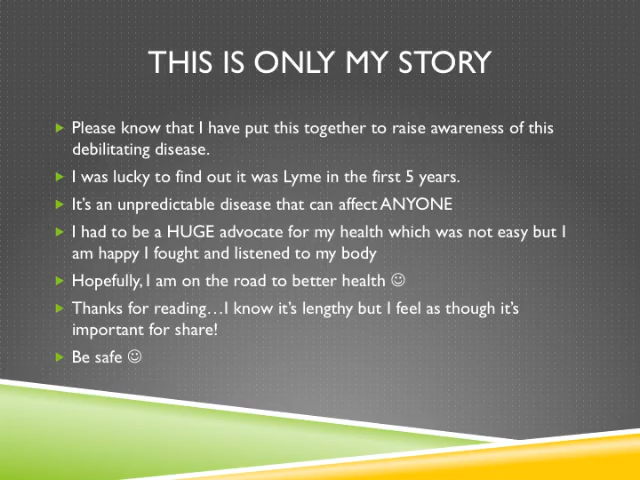 THIS IS ONLY MY STORY
Please know that I have put this together to raise awareness of this
debilitating disease.
I was lucky to find out it was Lyme in the first 5 years.
It's an unpredictable disease that can affect ANYONE
I had to be a HUGE advocate for my health which was not easy but I
am happy I fought and listened to my body
Hopefully, I am on the road to better health ☺
Thanks for reading…I know it's lengthy but I feel as though it's
important for share!
Be safe ☺